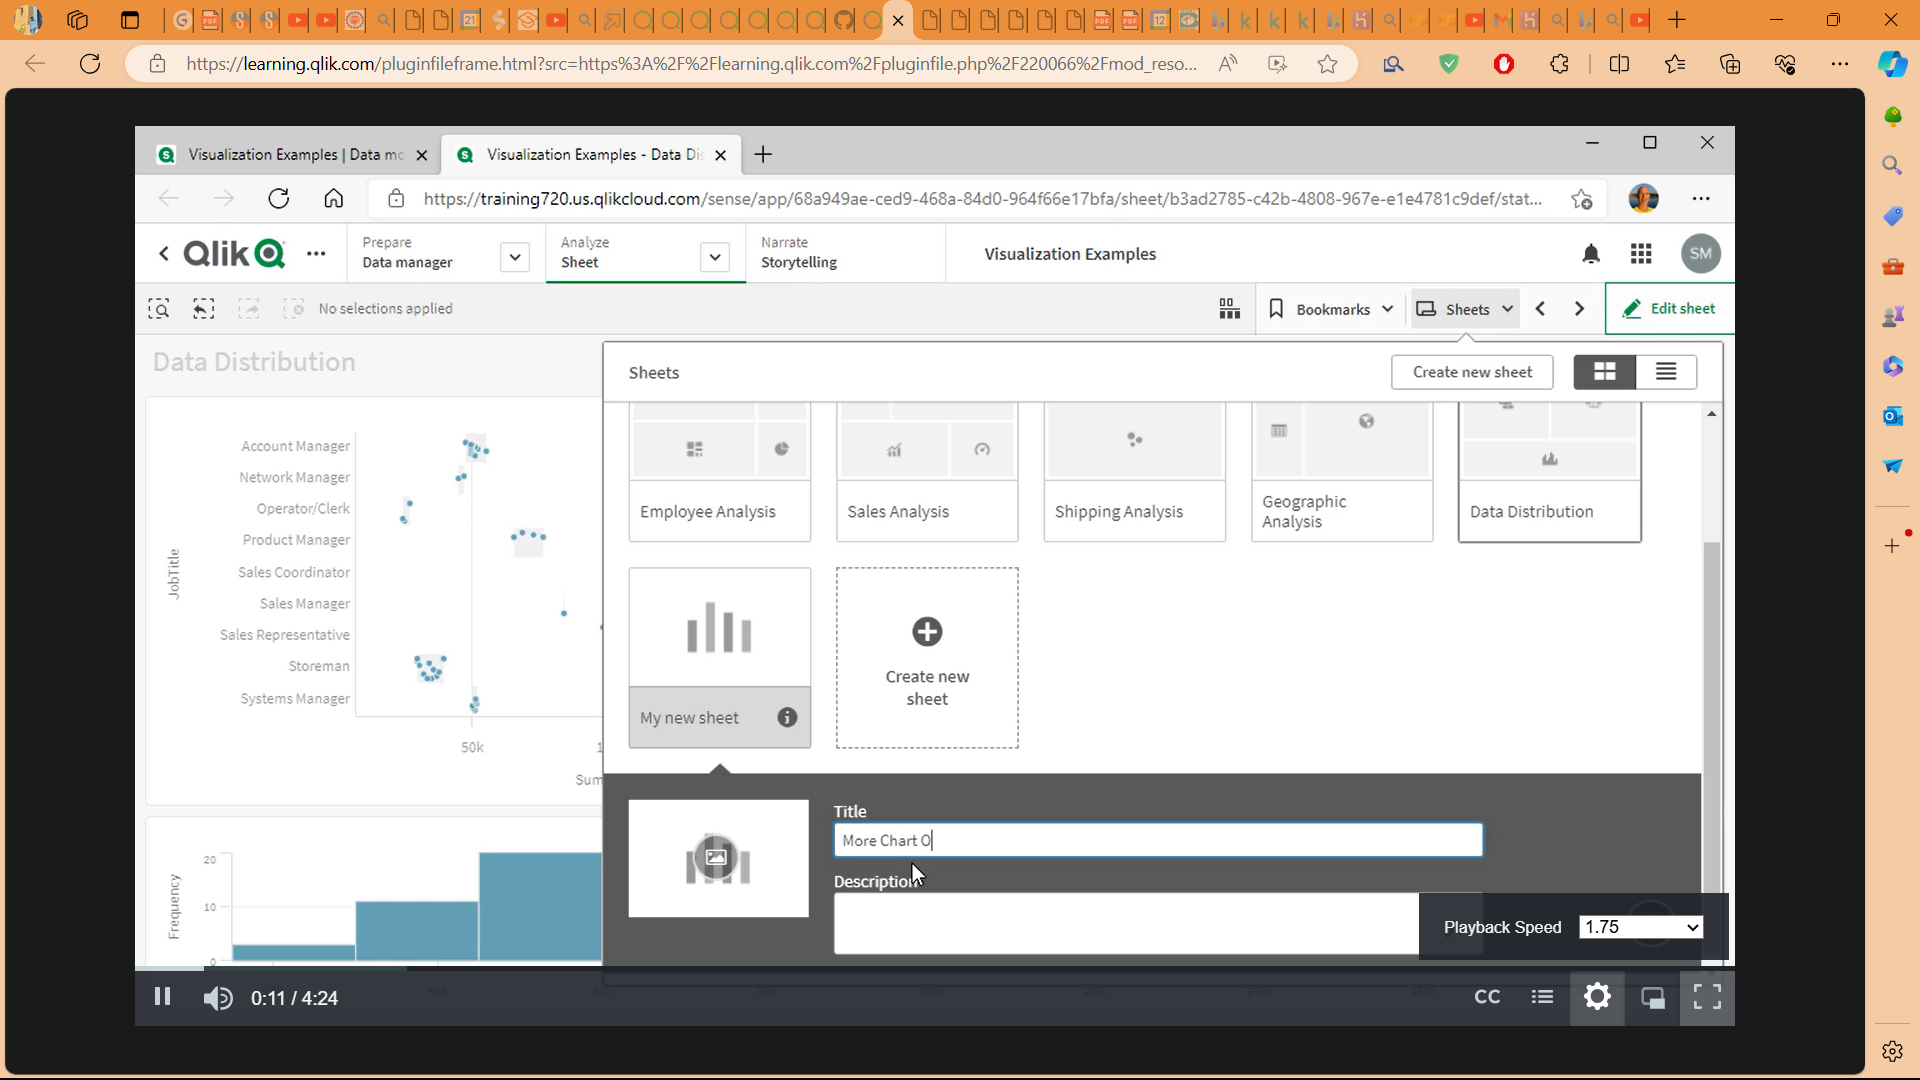 https://learning.qlik.com/pluginfileframe.html?src=https%3A%2F%2Flearning.qlik.com%2Fpluginfile.php%2F220066%2Fmod_reso...
Visualization Examples | Data mo
Visualization Examples - Data Dis
https://training720.us.qlikcloud.com/sense/app/68a949ae-ced9-468a-84d0-964f66e17bfa/sheet/b3ad2785-c42b-4808-967e-e1e4781c9def/stat...
Qlik
Prepare
Data manager
Analyze
Sheet
Narrate
Storytelling
Visualization Examples
SM
No selections applied
Bookmarks
Sheets
Edit sheet
Data Distribution
Sheets
Create new sheet
JobTitle
Account Manager
Network Manager
Operator/Clerk
Product Manager
Sales Coordinator
Sales Manager
Sales Representative
Storeman
Systems Manager
50k
1
Sum
Employee Analysis
Sales Analysis
Shipping Analysis
Geographic
Analysis
Data Distribution
My new sheet
Create new
sheet
Title
More Chart O
Description
Frequency
20
10
0
Playback Speed
1.75
0:11 / 4:24
CC